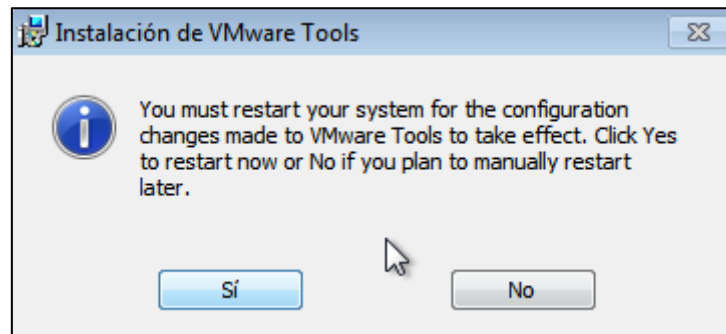 Instalación de VMware Tools
You must restart your system for the configuration
changes made to VMware Tools to take effect. Click Yes
to restart now or No if you plan to manually restart
later.
Sí
No